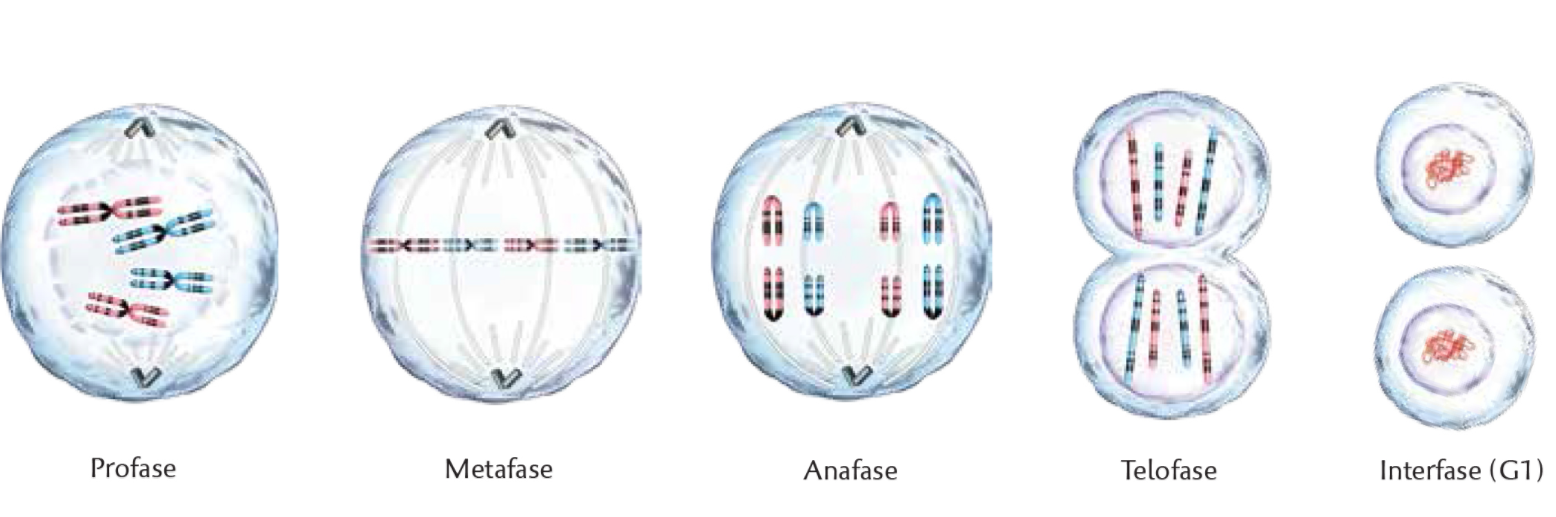 Profase
Metafase
Anafase
Telofase
Interfase (G1)